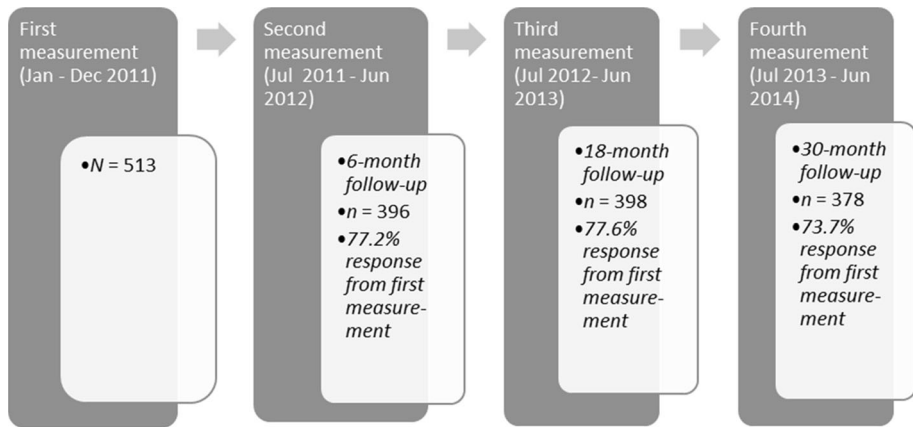 First
measurement
(Jan - Dec 2011)
•N = 513
Second
measurement
(Jul 2011 - Jun
2012)
•6-month
follow-up
•n = 396
•77.2%
response
from first
measure-
ment
Third
measurement
(Jul 2012- Jun
2013)
•18-month
follow-up
•n = 398
•77.6%
response
from first
measure-
ment
Fourth
measurement
(Jul 2013 - Jun
2014)
•30-month
follow-up
•n = 378
•73.7%
response
from first
measure-
ment